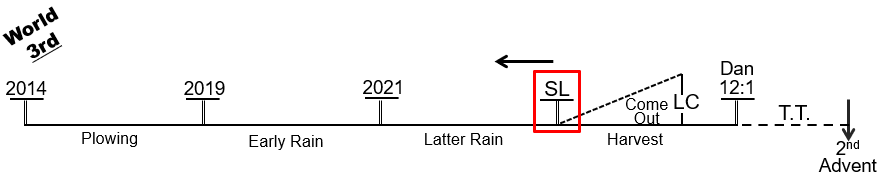 World
3rd
2014
2019
2021
SL
Come
Out
LC
Dan
12:1
T.T.
Plowing
Early Rain
Latter Rain
Harvest
2nd
Advent